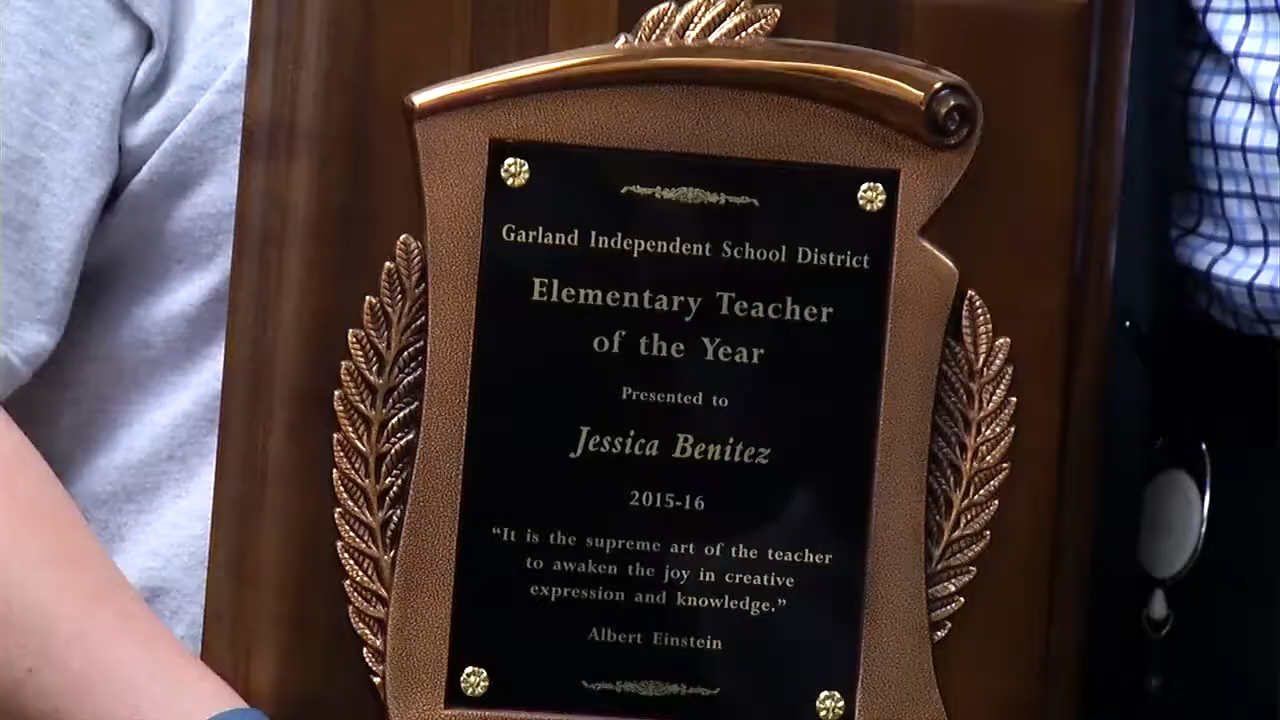 Garland Independent School District
Elementary Teacher
of the Year
Presented to
Jessica Benitez
2015-16
“It is the supreme art of the teacher
to awaken the joy in creative
expression and knowledge.”
Albert Einstein